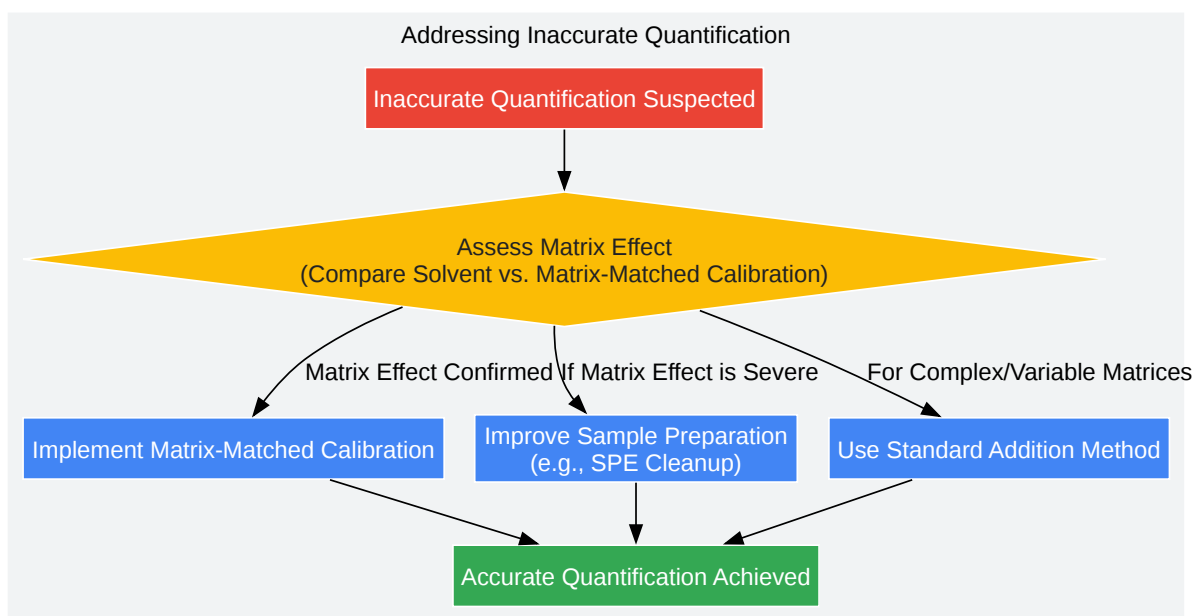 Addressing Inaccurate Quantification
Inaccurate Quantification Suspected
Assess Matrix Effect
(Compare Solvent vs. Matrix-Matched Calibration)
Matrix Effect Confirmed
If Matrix Effect is Severe
For Complex/Variable Matrices
Implement Matrix-Matched Calibration
Improve Sample Preparation
(e.g., SPE Cleanup)
Use Standard Addition Method
Accurate Quantification Achieved